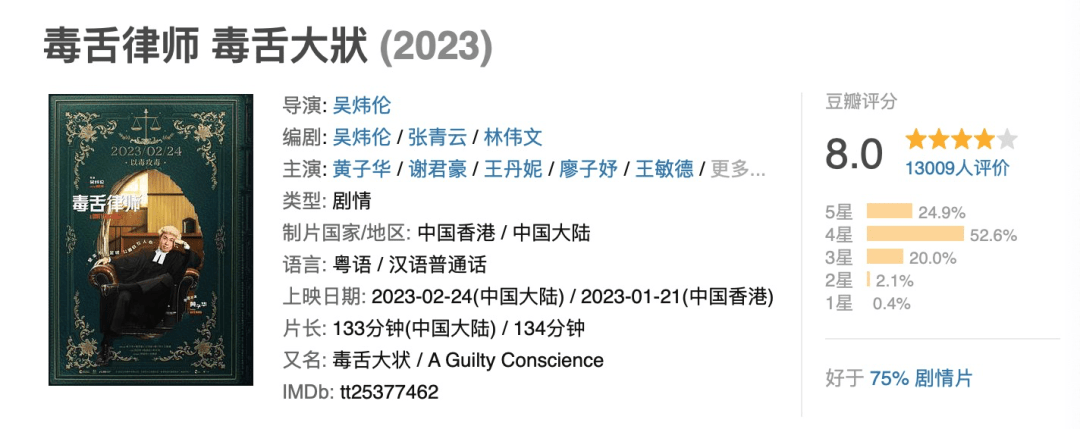 毒舌律师 毒舌大狀 (2023)
2023/02/24
·以毒攻毒·
毒舌律师
导演: 吴炜伦
编剧: 吴炜伦 / 张青云 / 林伟文
主演: 黄子华 / 谢君豪 / 王丹妮 / 廖子妤 / 王敏德 / 更多...
类型: 剧情
制片国家/地区: 中国香港 / 中国大陆
语言: 粤语 / 汉语普通话
上映日期: 2023-02-24(中国大陆) / 2023-01-21(中国香港)
片长: 133分钟(中国大陆) / 134分钟
又名: 毒舌大状 / A Guilty Conscience
IMDb: tt25377462
豆瓣评分
8.0
13009人评价
5星 24.9%
4星 52.6%
3星 20.0%
2星 2.1%
1星 0.4%
好于 75% 剧情片